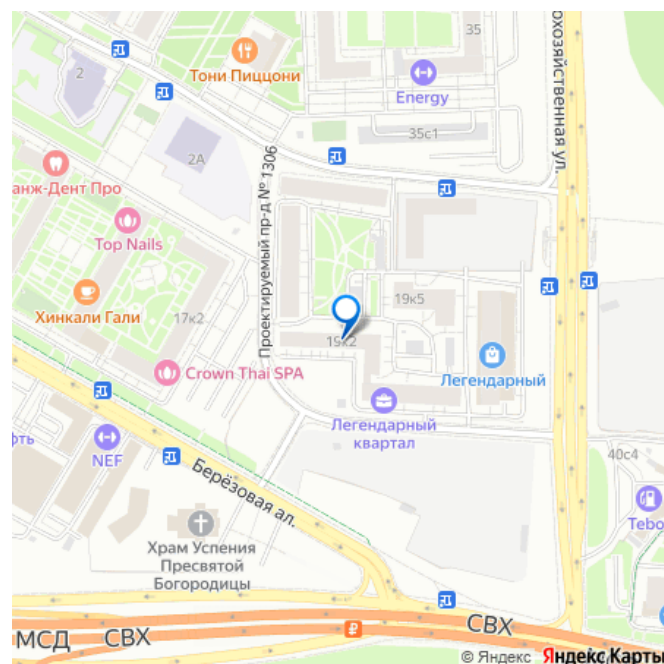 35
2
Тони Пиццони
Energy
охозяйственная ул.
35с1
2А
Проектируемый пр-д № 1306
анж-Дент Про
Top Nails
Хинкали Гали
17к2
19к5
19к2
Crown Thai SPA
Легендарный
Легендарный
квартал
NEF
фть
Берёзовая ал.
40с4
Tebo
Храм Успения
Пресвятой
Богородицы
МСД
СВХ
СВХ
© Яндекс
Яндекс Карты